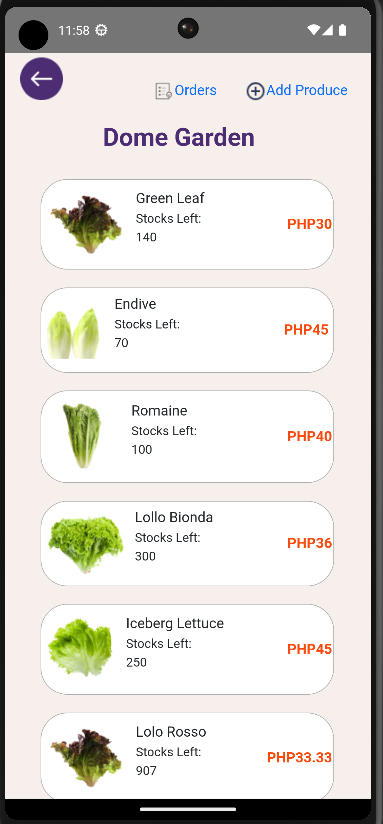 11:58
Orders
Add Produce
Dome Garden
Green Leaf
Stocks Left:
140
PHP30
Endive
Stocks Left:
70
PHP45
Romaine
Stocks Left:
100
PHP40
Lollo Bionda
Stocks Left:
300
PHP36
Iceberg Lettuce
Stocks Left:
250
PHP45
Lolo Rosso
Stocks Left:
907
PHP33.33